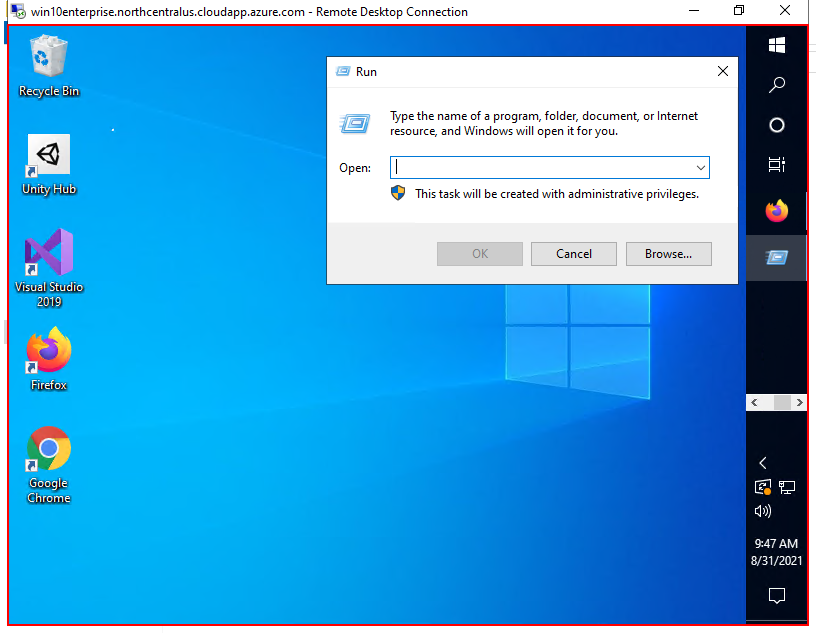 win10enterprise.northcentralus.cloudapp.azure.com - Remote Desktop Connection
Recycle Bin
Unity Hub
Visual Studio
2019
Firefox
Google
Chrome
Run
Type the name of a program, folder, document, or Internet
resource, and Windows will open it for you.
Open:
This task will be created with administrative privileges.
OK
Cancel
Browse...
9:47 AM
8/31/2021